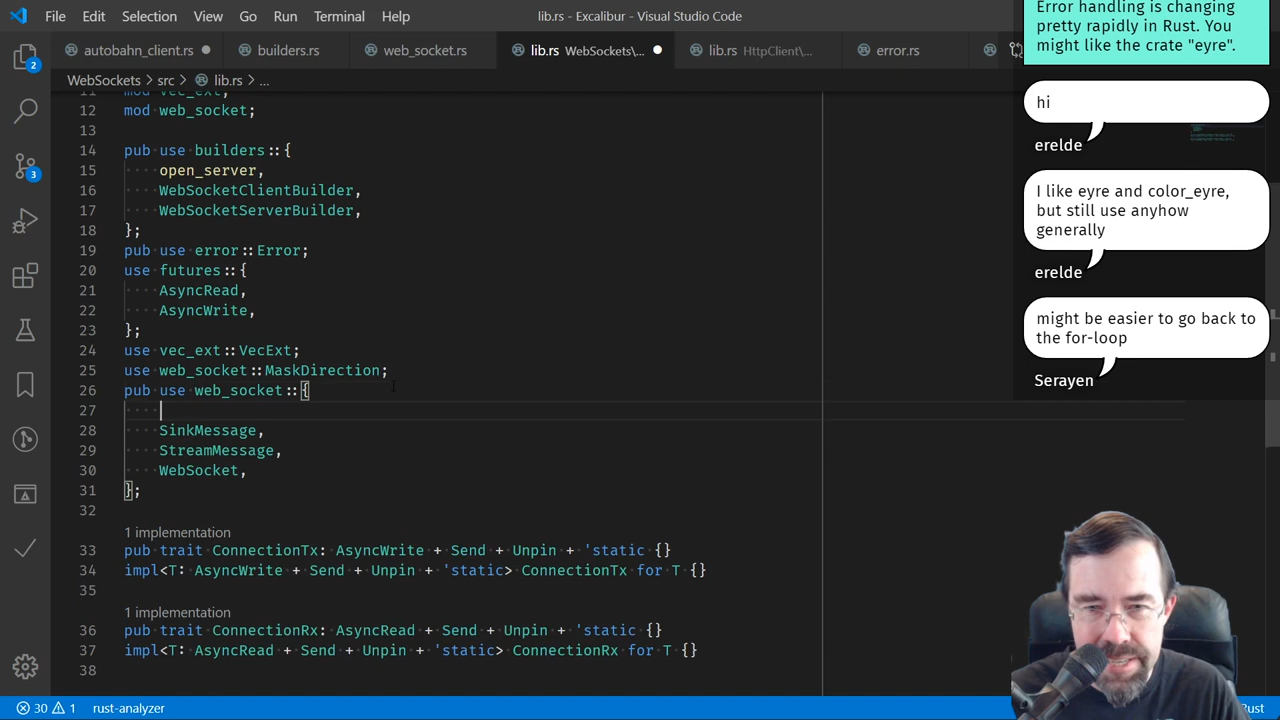 File Edit Selection View Go Run Terminal Help
lib.rs - Excalibur - Visual Studio Code
autobahn_client.rs
builders.rs
web_socket.rs
lib.rs WebSockets\...
lib.rs HttpClient\...
error.rs
WebSockets > src > lib.rs > ...
11 mod vec_ext;
12 mod web_socket;
13
14 pub use builders::{
15 open_server,
16 WebSocketClientBuilder,
17 WebSocketServerBuilder,
18 };
19 pub use error::Error;
20 use futures::{
21 AsyncRead,
22 AsyncWrite,
23 };
24 use vec_ext::VecExt;
25 use web_socket::MaskDirection;
26 pub use web_socket::{
27
28 SinkMessage,
29 StreamMessage,
30 WebSocket,
31 };
32
1 implementation
33 pub trait ConnectionTx: AsyncWrite + Send + Unpin + 'static {}
34 impl<T: AsyncWrite + Send + Unpin + 'static> ConnectionTx for T {}
35
1 implementation
36 pub trait ConnectionRx: AsyncRead + Send + Unpin + 'static {}
37 impl<T: AsyncRead + Send + Unpin + 'static> ConnectionRx for T {}
38
2
3
30 1 rust-analyzer
Rust
Error handling is changing
pretty rapidly in Rust. You
might like the crate "eyre".
hi
erelde
I like eyre and color_eyre,
but still use anyhow
generally
erelde
might be easier to go back to
the for-loop
Serayen